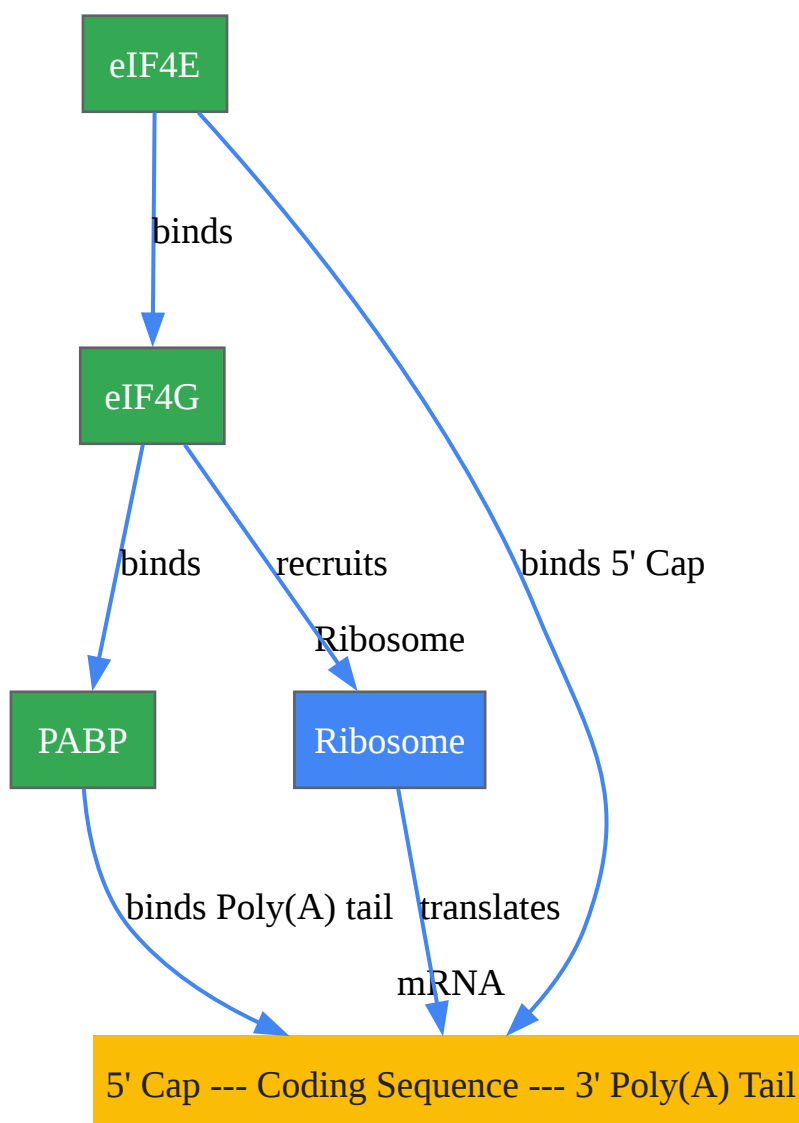 eIF4E
binds
eIF4G
binds
recruits
binds 5' Cap
Ribosome
PABP
Ribosome
binds Poly(A) tail
translates
mRNA
5' Cap --- Coding Sequence --- 3' Poly(A) Tail